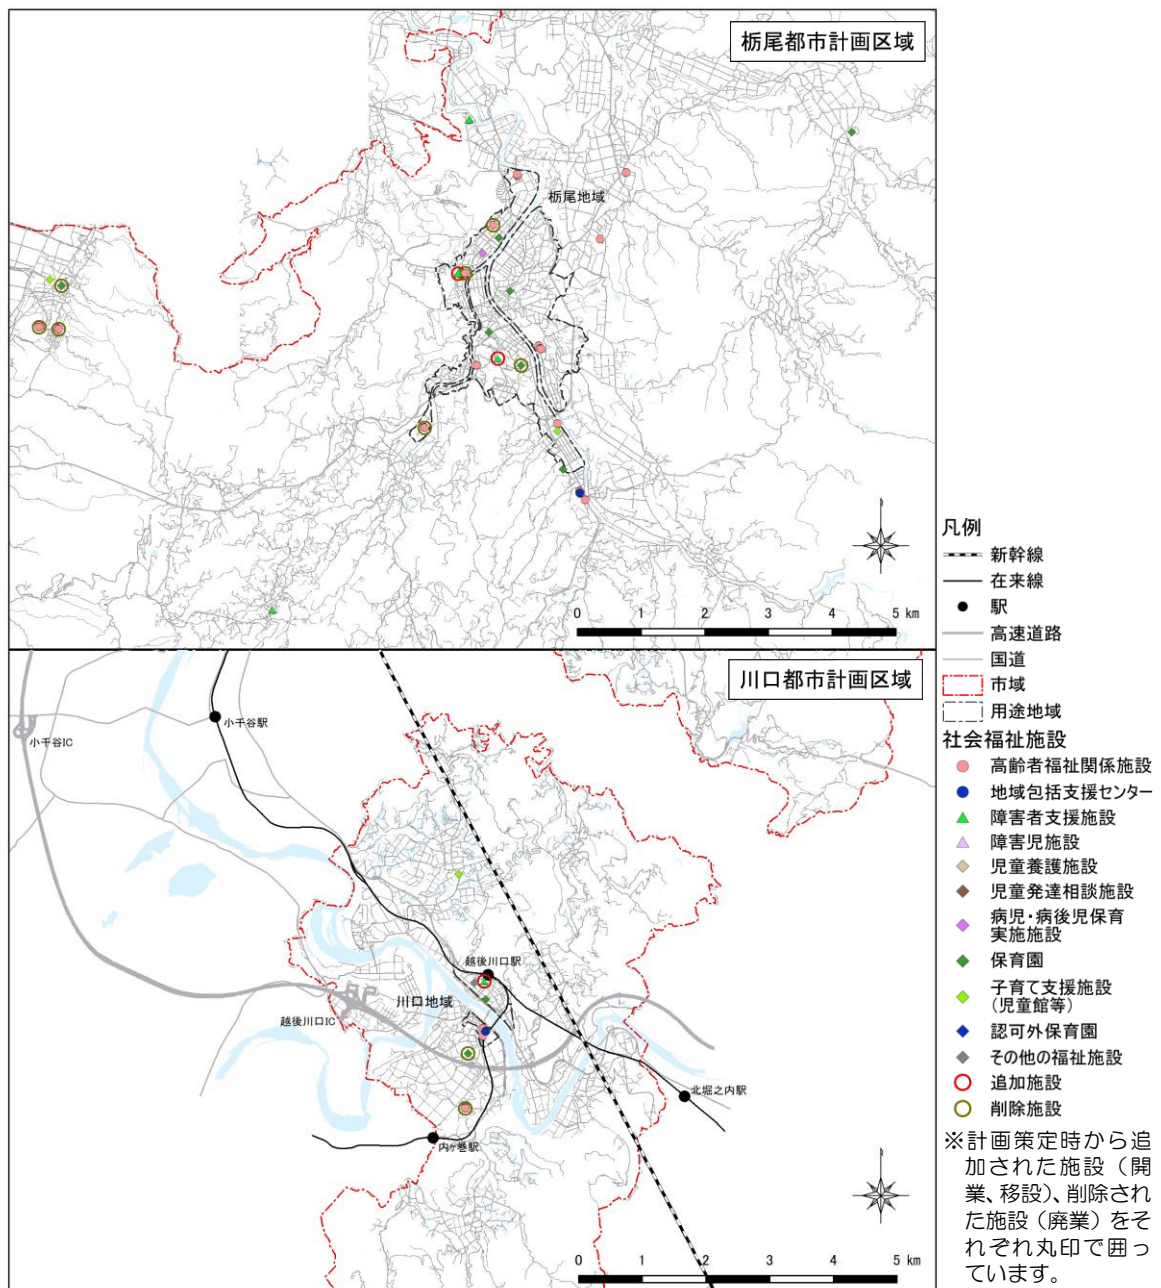 栃尾都市計画区域
栃尾地域
0 1 2 3 4 5 km
川口都市計画区域
小千谷駅
小千谷IC
越後川口駅
川口地域
越後川口IC
北堀之内駅
内ヶ巻駅
0 1 2 3 4 5 km
凡例
新幹線
在来線
駅
高速道路
国道
市域
用途地域
社会福祉施設
高齢者福祉関係施設
地域包括支援センター
障害者支援施設
障害児施設
児童養護施設
児童発達相談施設
病児・病後児保育
実施施設
保育園
子育て支援施設
(児童館等)
認可外保育園
その他の福祉施設
追加施設
削除施設
※計画策定時から追
加された施設（開
業、移設）、削除され
た施設（廃業）をそ
れぞれ丸印で囲っ
ています。